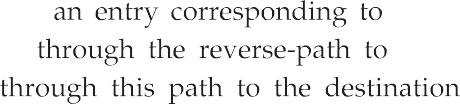 an entry corresponding to
through the reverse-path to
through this path to the destination